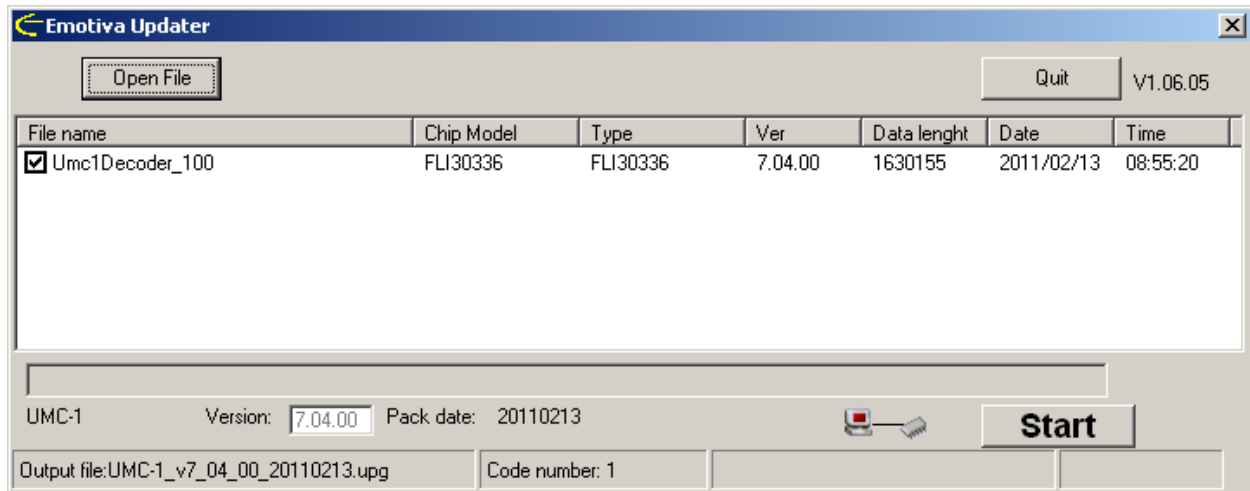 Emotiva Updater
Open File Quit V1.06.05
File name Chip Model Type Ver Data lenght Date Time
Umc1Decoder_100 FLI30336 FLI30336 7.04.00 1630155 2011/02/13 08:55:20
UMC-1 Version: 7.04.00 Pack date: 20110213 Start
Output file:UMC-1_v7_04_00_20110213.upg Code number: 1